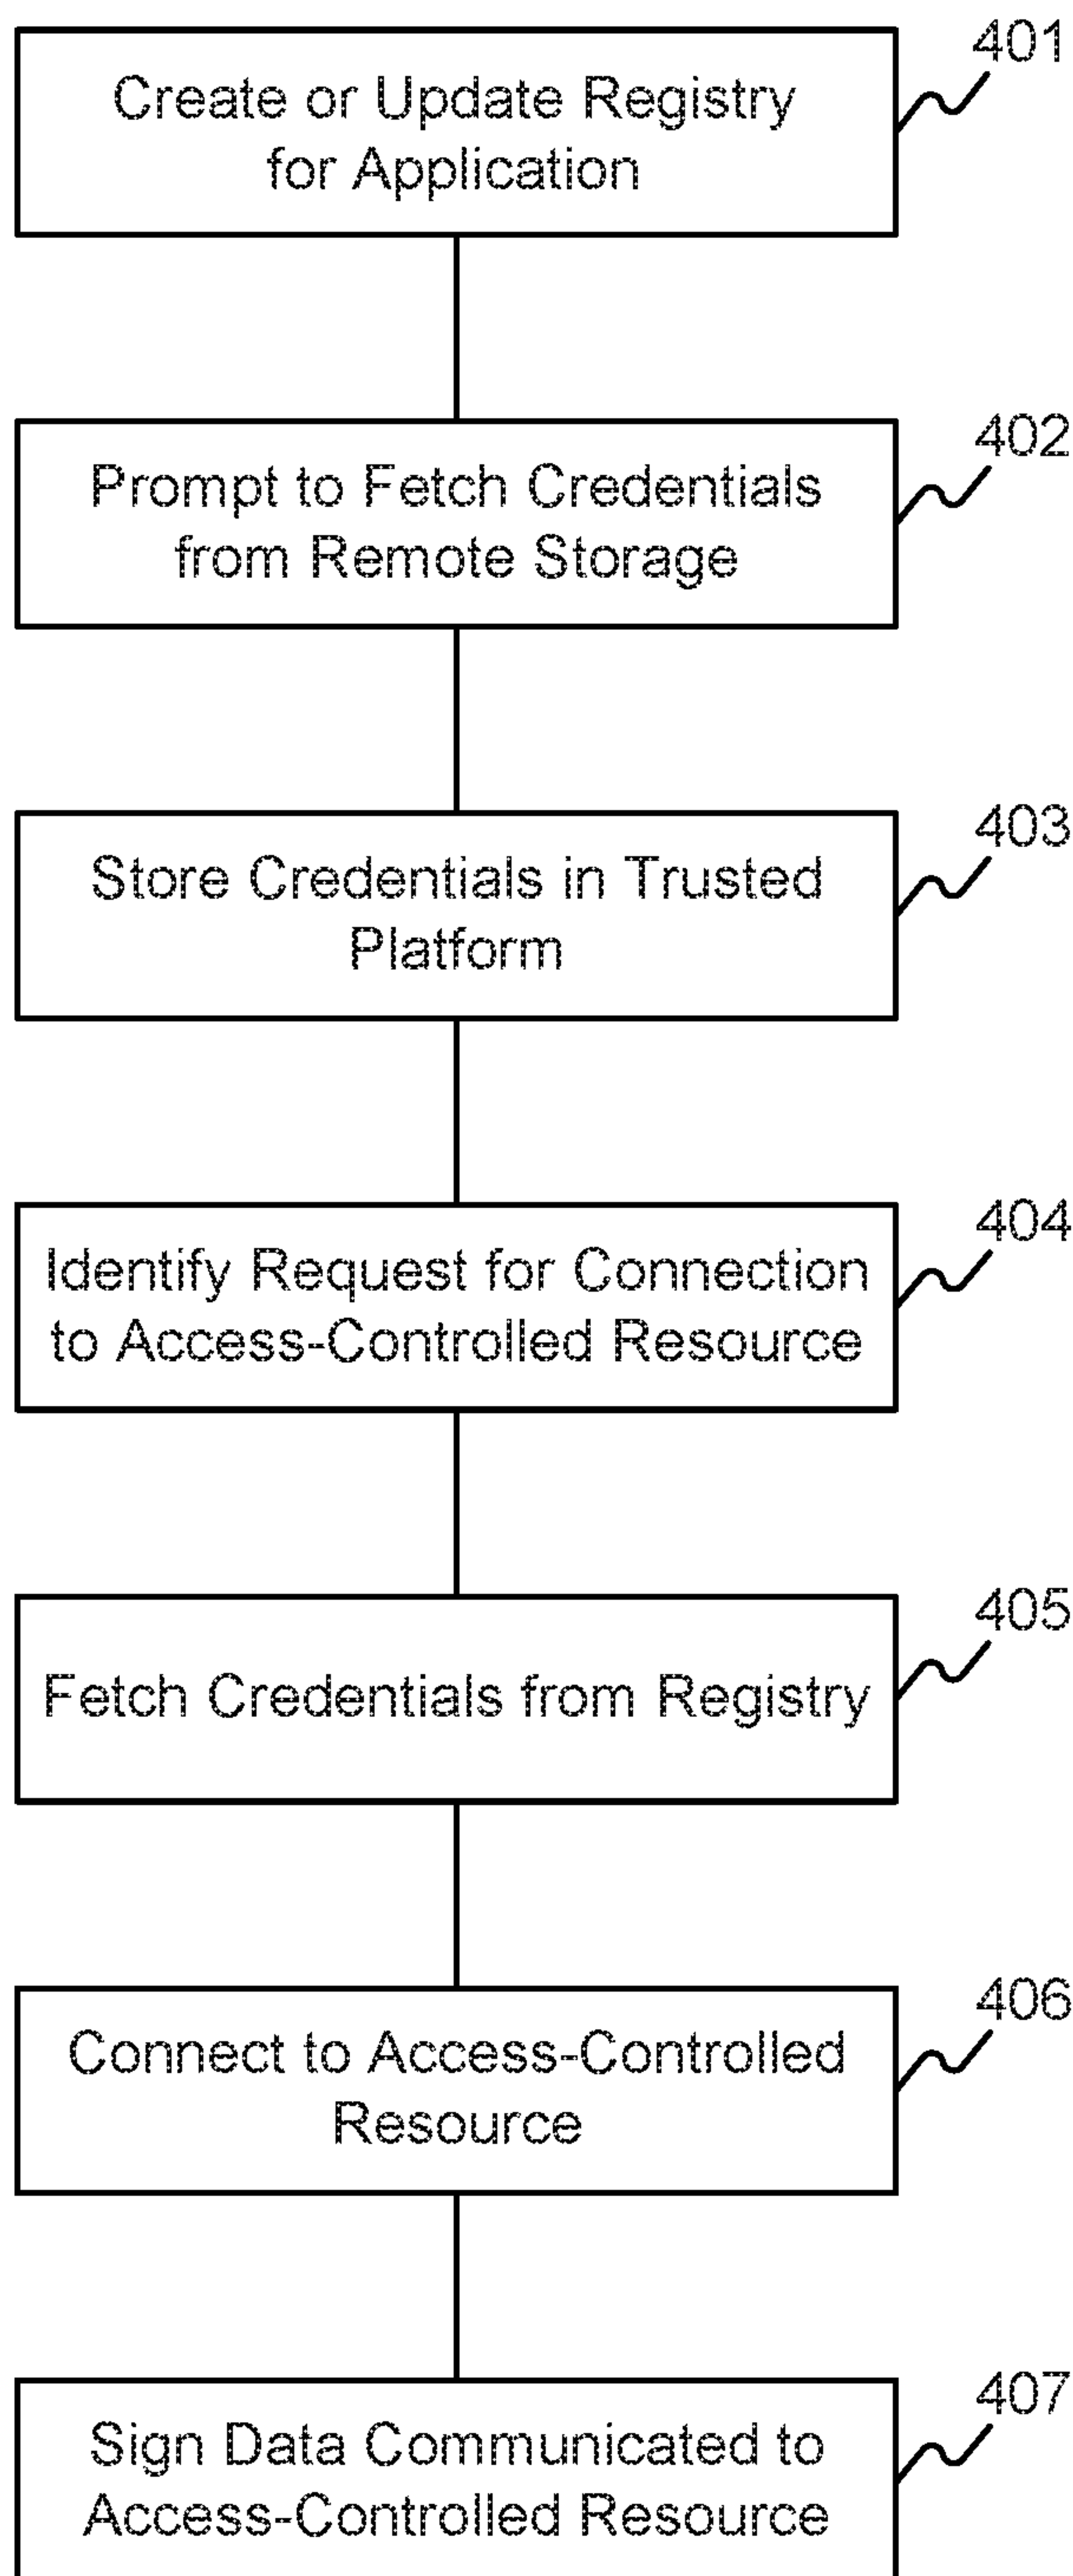 401
Create or Update Registry
for Application
402
Prompt to Fetch Credentials
from Remote Storage
403
Store Credentials in Trusted
Platform
404
Identify Request for Connection
to Access-Controlled Resource
405
Fetch Credentials from Registry
406
Connect to Access-Controlled
Resource
407
Sign Data Communicated to
Access-Controlled Resource